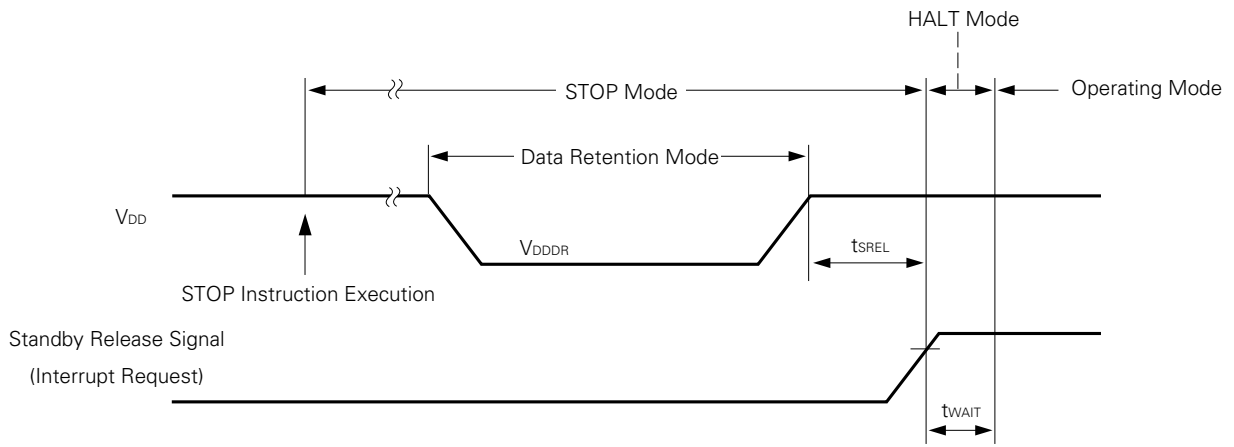 HALT Mode
STOP Mode
Operating Mode
Data Retention Mode
VDD
VDDDR
tSREL
STOP Instruction Execution
Standby Release Signal
(Interrupt Request)
tWAIT